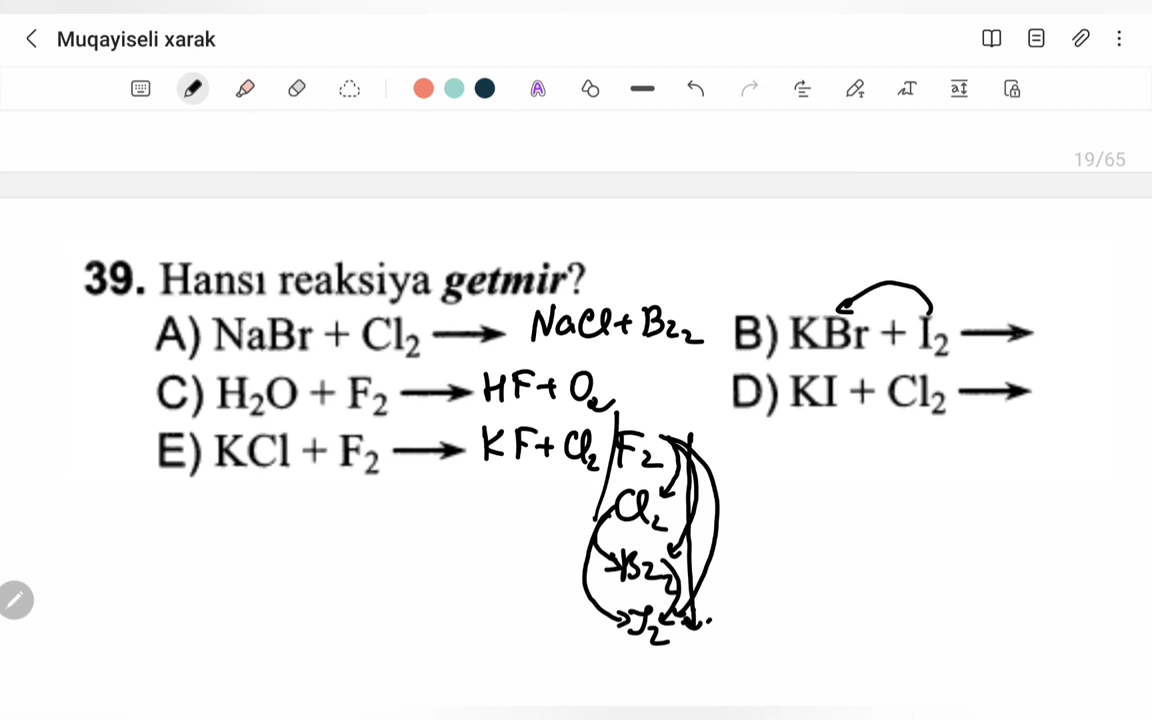 Muqayiseli xarak
19/65
39. Hansı reaksiya getmir?
A) NaBr + Cl₂ → NaCl + Br₂ B) KBr + I₂ →
C) H₂O + F₂ → HF + O₂ D) KI + Cl₂ →
E) KCl + F₂ → KF + Cl₂ F₂
Cl₂
Br₂
I₂